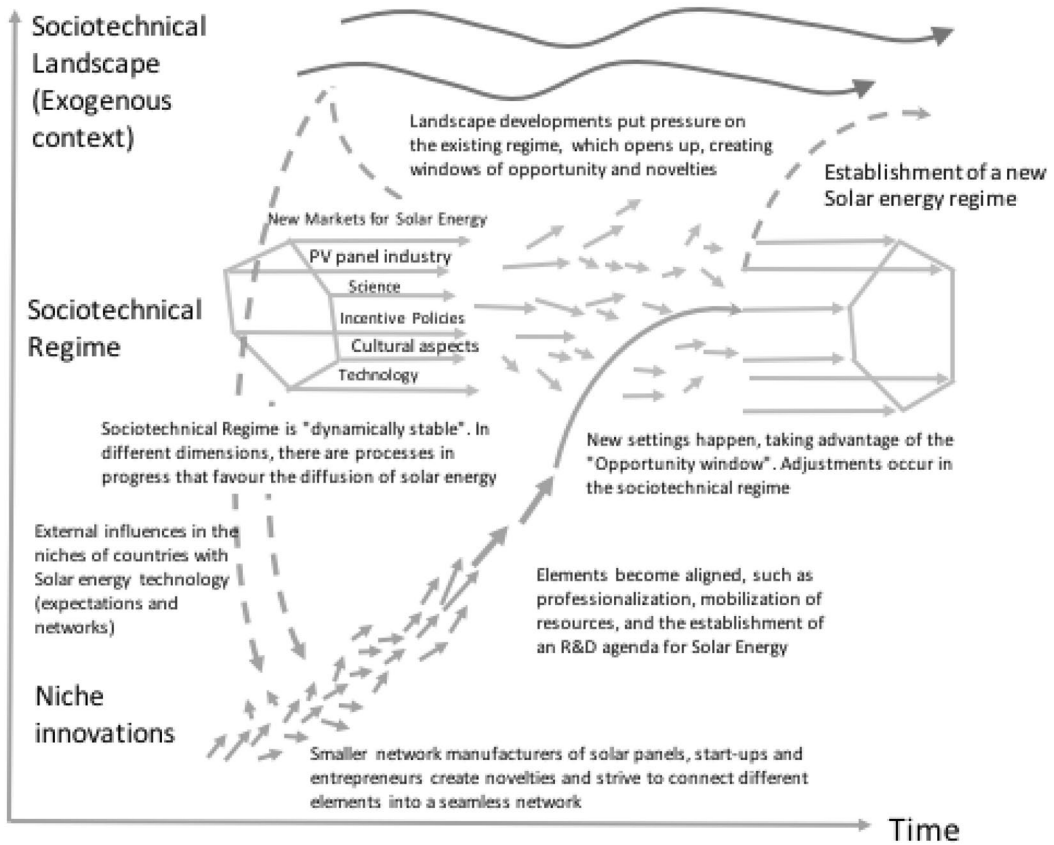 Sociotechnical
Landscape
(Exogenous
context)
Landscape developments put pressure on
the existing regime, which opens up, creating
windows of opportunity and novelties
Establishment of a new
Solar energy regime
New Markets for Solar Energy
PV panel industry
Science
Incentive Policies
Cultural aspects
Technology
Sociotechnical
Regime
Sociotechnical Regime is "dynamically stable". In
different dimensions, there are processes in
progress that favour the diffusion of solar energy
New settings happen, taking advantage of the
"Opportunity window". Adjustments occur in
the sociotechnical regime
External influences in the
niches of countries with
Solar energy technology
(expectations and
networks)
Elements become aligned, such as
professionalization, mobilization of
resources, and the establishment of
an R&D agenda for Solar Energy
Niche
innovations
Smaller network manufacturers of solar panels, start-ups and
entrepreneurs create novelties and strive to connect different
elements into a seamless network
Time